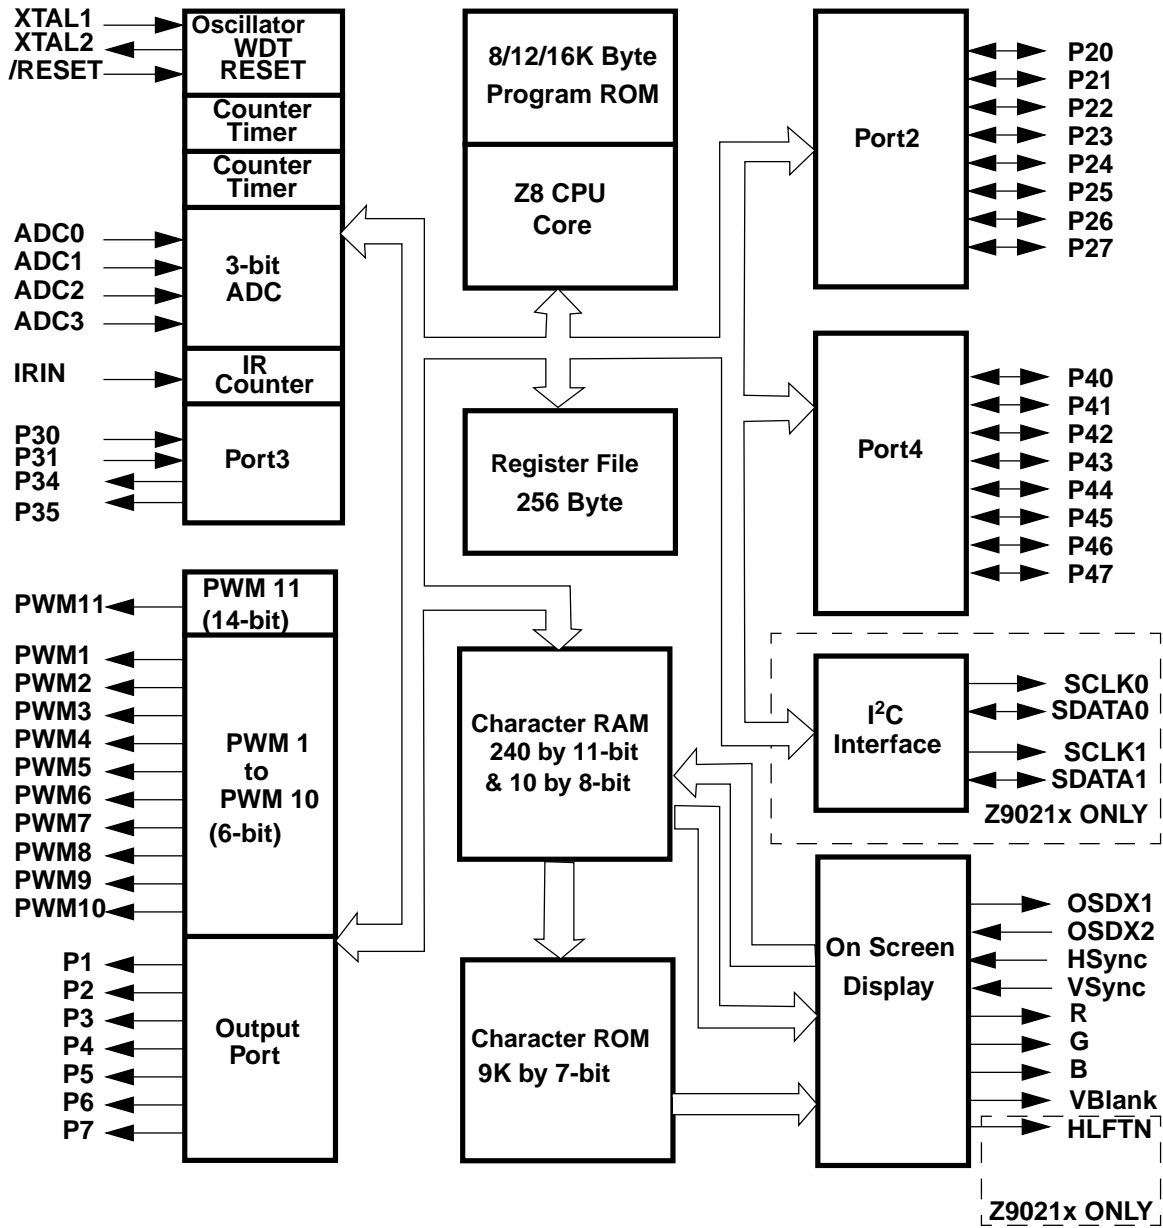 XTAL1
XTAL2
/RESET
Oscillator
WDT
RESET
Counter
Timer
Counter
Timer
ADC0
ADC1
ADC2
ADC3
3-bit
ADC
IRIN
IR
Counter
P30
P31
P34
P35
Port3
8/12/16K Byte
Program ROM
Z8 CPU
Core
Register File
256 Byte
Port2
P20
P21
P22
P23
P24
P25
P26
P27
Port4
P40
P41
P42
P43
P44
P45
P46
P47
PWM11
PWM 11
(14-bit)
PWM1
PWM2
PWM3
PWM4
PWM5
PWM6
PWM7
PWM8
PWM9
PWM10
PWM 1
to
PWM 10
(6-bit)
P1
P2
P3
P4
P5
P6
P7
Output
Port
Character RAM
240 by 11-bit
& 10 by 8-bit
Character ROM
9K by 7-bit
I²C
Interface
SCLK0
SDATA0
SCLK1
SDATA1
Z9021x ONLY
On Screen
Display
OSDX1
OSDX2
HSync
VSync
R
G
B
VBlank
HLFTN
Z9021x ONLY